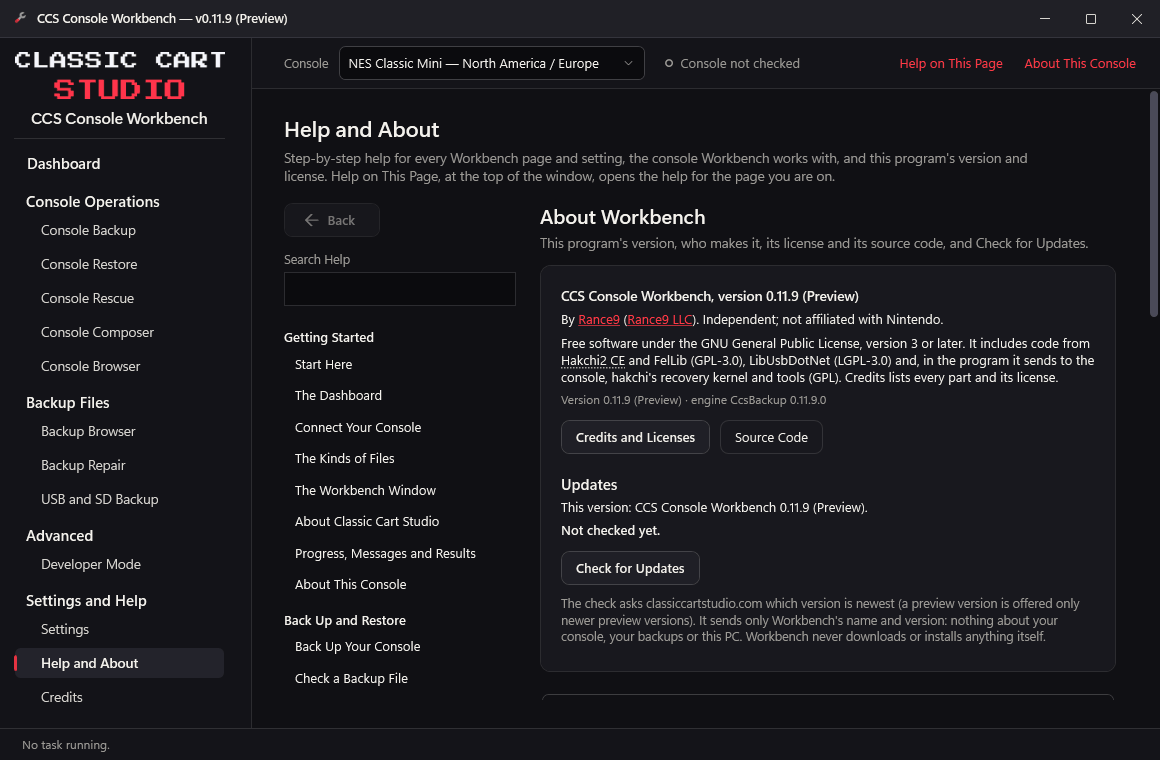 CCS Console Workbench — v0.11.9 (Preview)
CLASSIC CART
STUDIO
CCS Console Workbench
Dashboard
Console Operations
Console Backup
Console Restore
Console Rescue
Console Composer
Console Browser
Backup Files
Backup Browser
Backup Repair
USB and SD Backup
Advanced
Developer Mode
Settings and Help
Settings
Help and About
Credits
Console
NES Classic Mini — North America / Europe
Console not checked
Help on This Page
About This Console
Help and About
Step-by-step help for every Workbench page and setting, the console Workbench works with, and this program's version and
license. Help on This Page, at the top of the window, opens the help for the page you are on.
Back
Search Help
Getting Started
Start Here
The Dashboard
Connect Your Console
The Kinds of Files
The Workbench Window
About Classic Cart Studio
Progress, Messages and Results
About This Console
Back Up and Restore
Back Up Your Console
Check a Backup File
About Workbench
This program's version, who makes it, its license and its source code, and Check for Updates.
CCS Console Workbench, version 0.11.9 (Preview)
By Rance9 (Rance9 LLC). Independent; not affiliated with Nintendo.
Free software under the GNU General Public License, version 3 or later. It includes code from
Hakchi2 CE and FelLib (GPL-3.0), LibUsbDotNet (LGPL-3.0) and, in the program it sends to the
console, hakchi's recovery kernel and tools (GPL). Credits lists every part and its license.
Version 0.11.9 (Preview) · engine CcsBackup 0.11.9.0
Credits and Licenses
Source Code
Updates
This version: CCS Console Workbench 0.11.9 (Preview).
Not checked yet.
Check for Updates
The check asks classiccartstudio.com which version is newest (a preview version is offered only
newer preview versions). It sends only Workbench's name and version: nothing about your
console, your backups or this PC. Workbench never downloads or installs anything itself.
No task running.